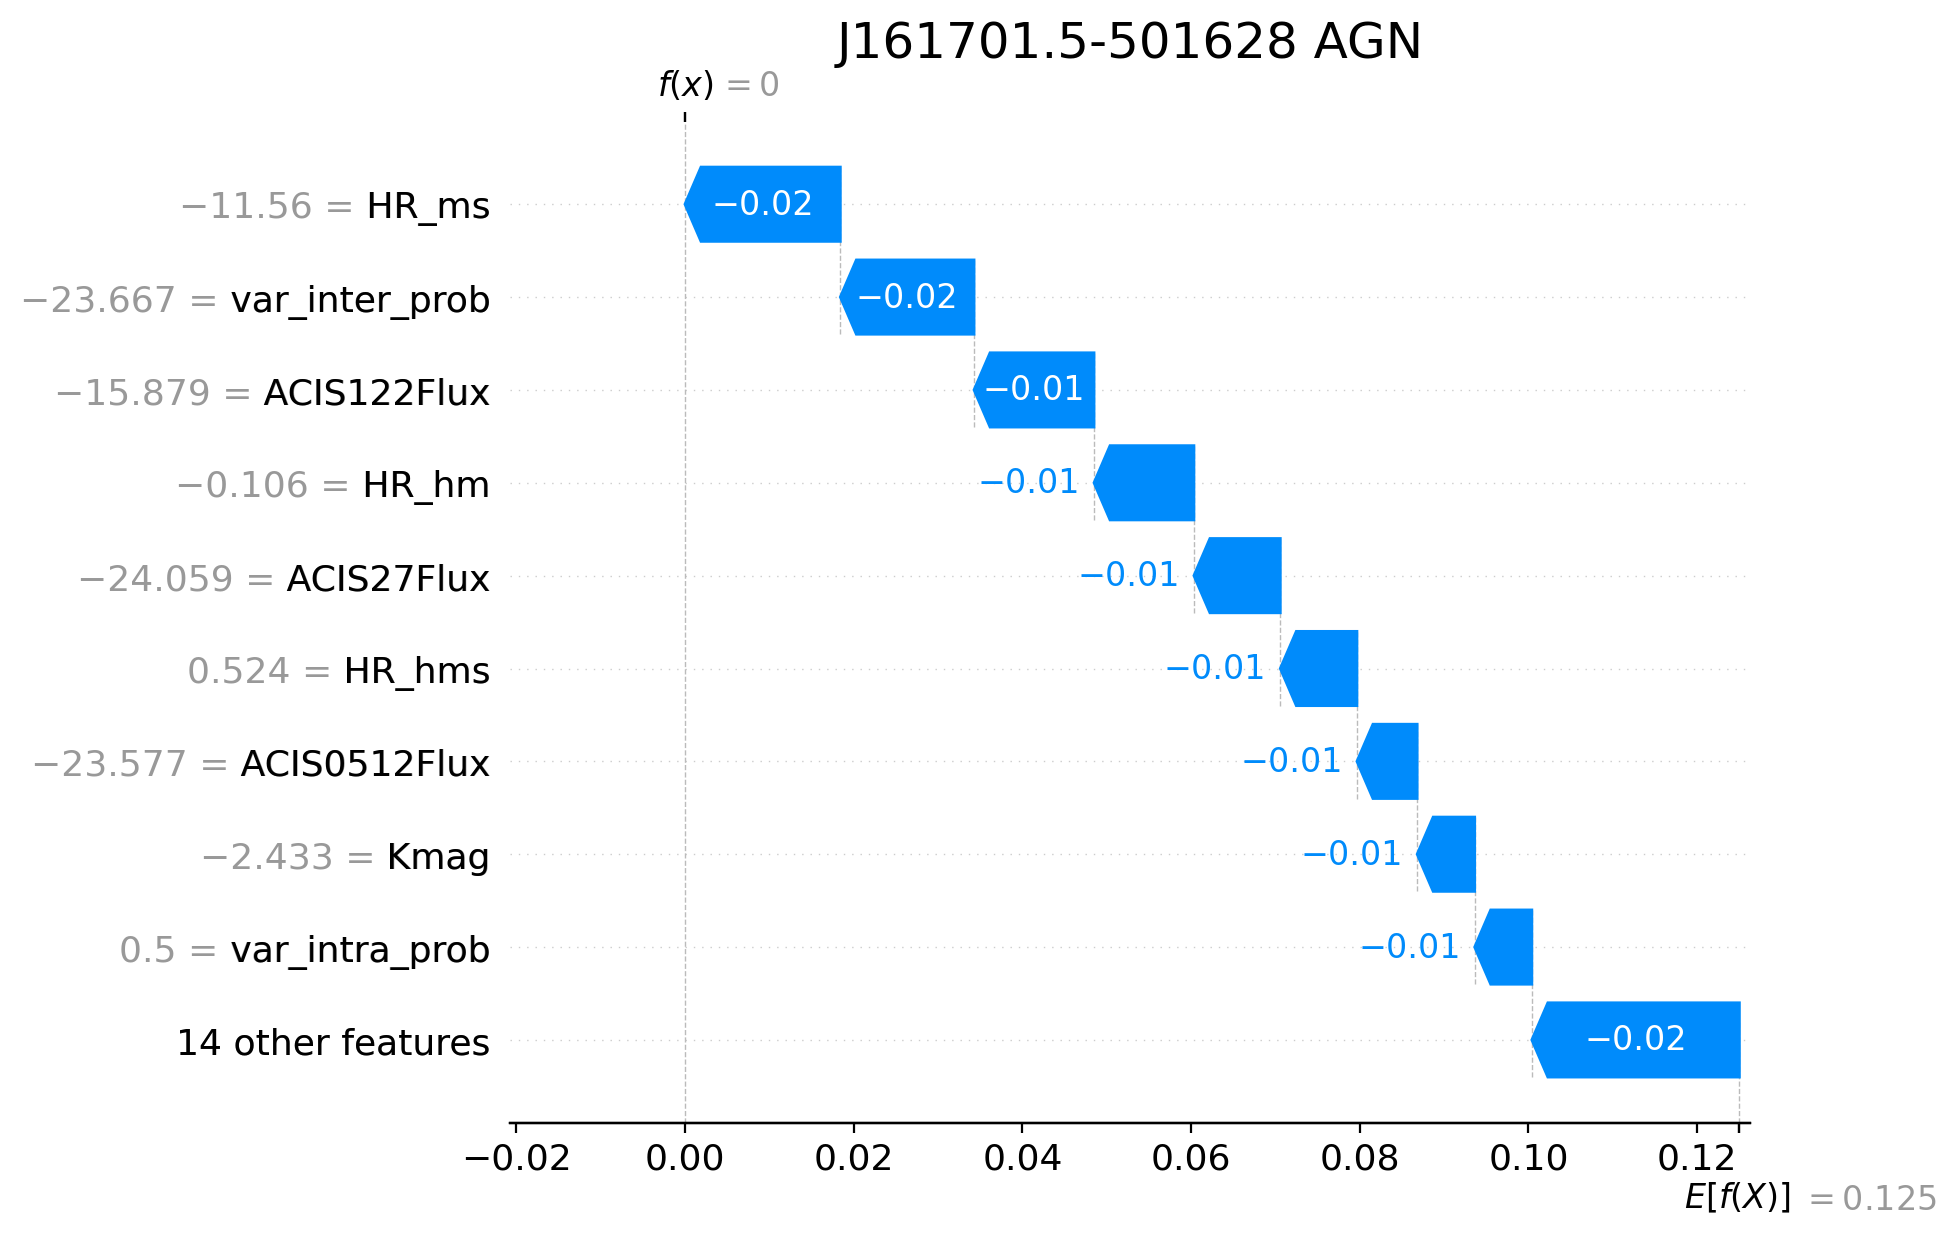 J161701.5-501628 AGN
f(x) = 0
−11.56 = HR_ms −0.02
−23.667 = var_inter_prob −0.02
−15.879 = ACIS122Flux −0.01
−0.106 = HR_hm −0.01
−24.059 = ACIS27Flux −0.01
0.524 = HR_hms −0.01
−23.577 = ACIS0512Flux −0.01
−2.433 = Kmag −0.01
0.5 = var_intra_prob −0.01
14 other features −0.02
−0.02 0.00 0.02 0.04 0.06 0.08 0.10 0.12
E[f(X)] = 0.125